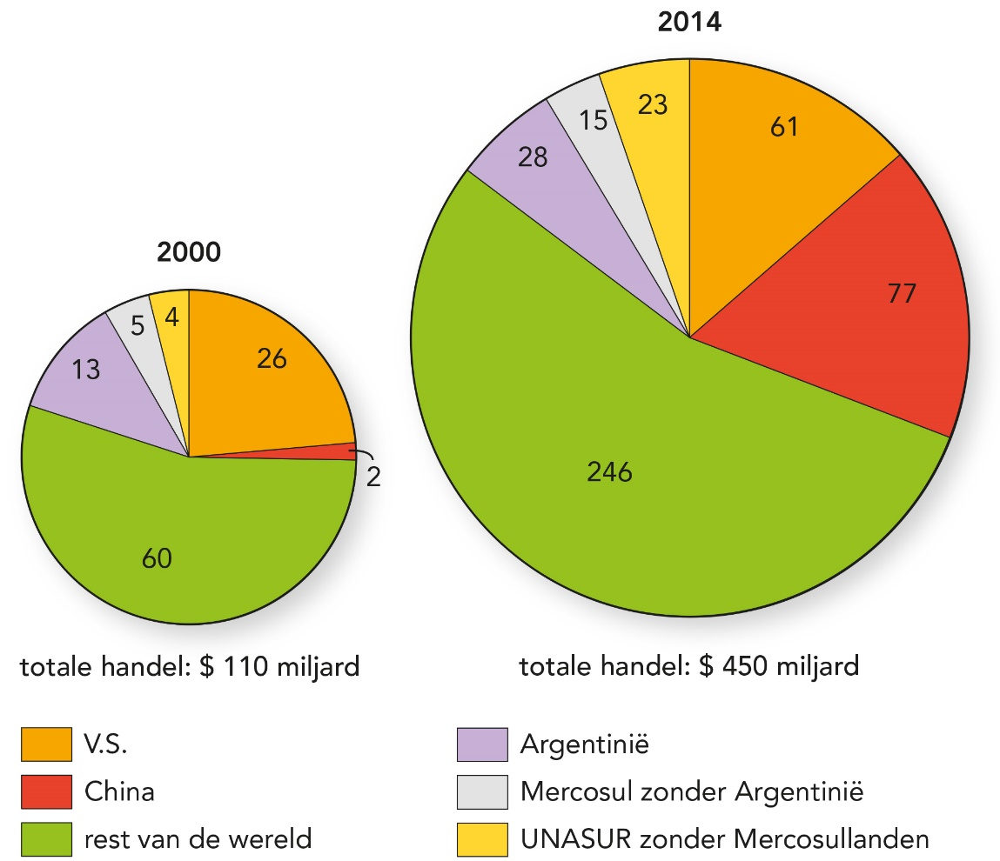 2014
23
61
15
28
77
246
2000
4
5
26
13
2
60
totale handel: $ 110 miljard
totale handel: $ 450 miljard
V.S.
China
rest van de wereld
Argentinië
Mercosul zonder Argentinië
UNASUR zonder Mercosullanden